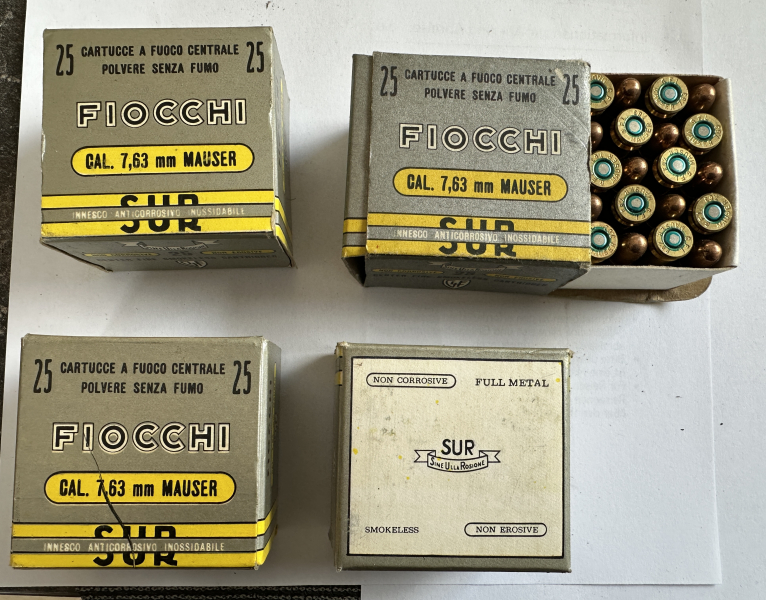 25 CARTUCCE A FUOCO CENTRALE 25
POLVERE SENZA FUMO
FIOCCHI
CAL. 7,63 mm MAUSER
SUR
INNESCO ANTICORROSIVO INOSSIDABILE
25 CARTUCCE A FUOCO CENTRALE 25
POLVERE SENZA FUMO
FIOCCHI
CAL. 7,63 mm MAUSER
SUR
INNESCO ANTICORROSIVO INOSSIDABILE
GF
25 CARTUCCE A FUOCO CENTRALE 25
POLVERE SENZA FUMO
FIOCCHI
CAL. 7,63 mm MAUSER
SUR
INNESCO ANTICORROSIVO INOSSIDABILE
NON CORROSIVE FULL METAL
SUR
SINE ULLA ROSIONE
SMOKELESS NON EROSIVE